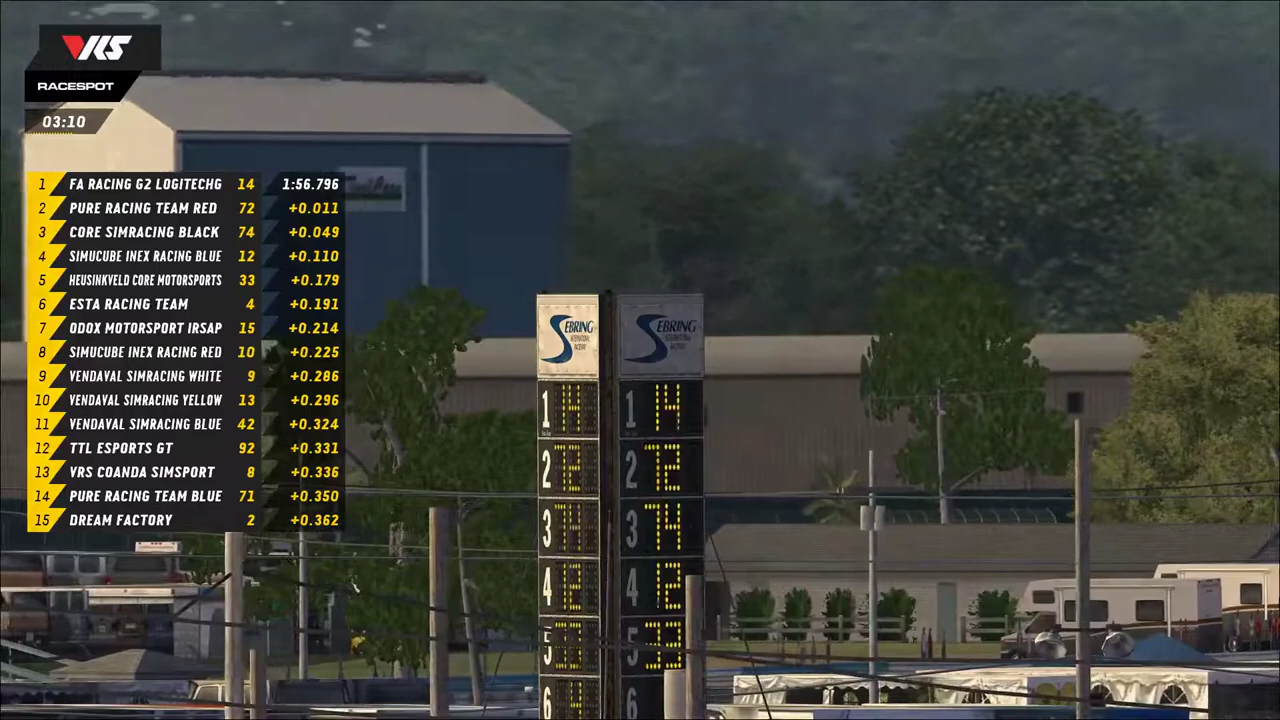 VRS
RACESPOT
03:10
1 FA RACING G2 LOGITECHG 14 1:56.796
2 PURE RACING TEAM RED 72 +0.011
3 CORE SIMRACING BLACK 74 +0.049
4 SIMUCUBE INEX RACING BLUE 12 +0.110
5 HEUSINKVELD CORE MOTORSPORTS 33 +0.179
6 ESTA RACING TEAM 4 +0.191
7 ODOX MOTORSPORT IRSAP 15 +0.214
8 SIMUCUBE INEX RACING RED 10 +0.225
9 VENDAVAL SIMRACING WHITE 9 +0.286
10 VENDAVAL SIMRACING YELLOW 13 +0.296
11 VENDAVAL SIMRACING BLUE 42 +0.324
12 TTL ESPORTS GT 92 +0.331
13 VRS COANDA SIMSPORT 8 +0.336
14 PURE RACING TEAM BLUE 71 +0.350
15 DREAM FACTORY 2 +0.362
SEBRING SEBRING
INTERNATIONAL INTERNATIONAL
RACEWAY RACEWAY
1 14 1 14
2 72 2 72
3 74 3 74
4 12 4 12
5 33 5 33
6 4 6